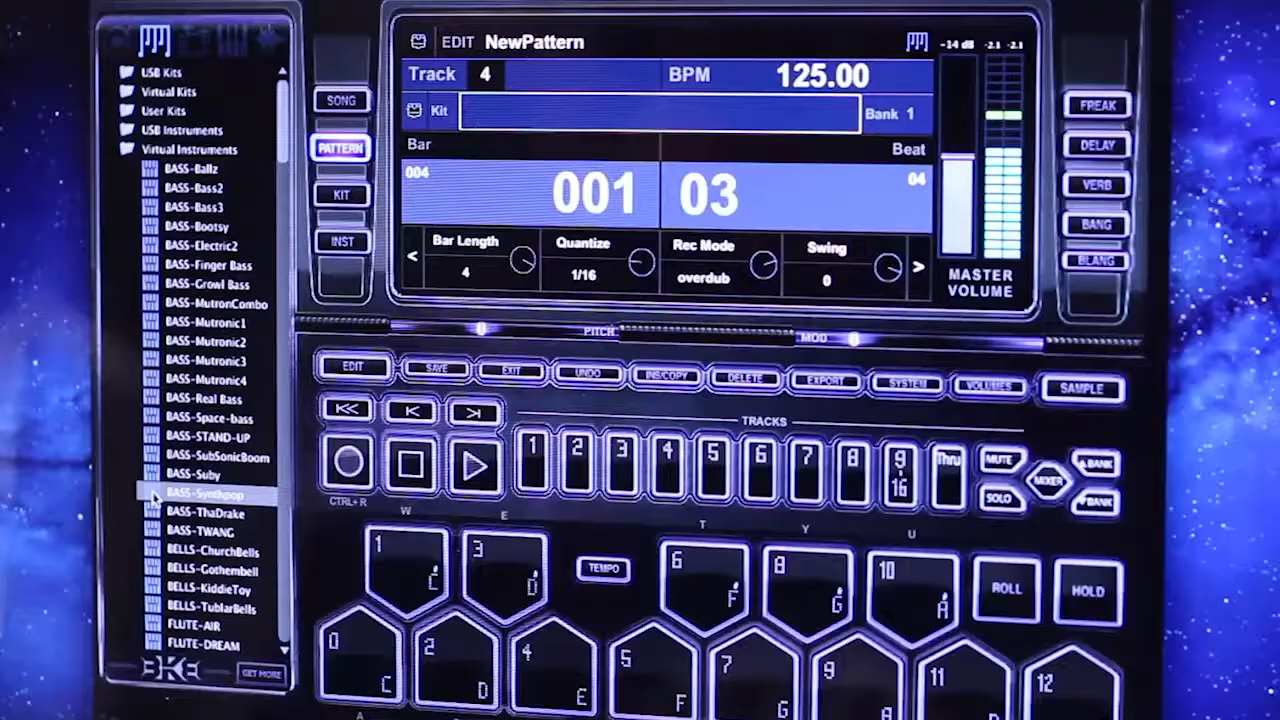 USB Kits
Virtual Kits
User Kits
USB Instruments
Virtual Instruments
BASS-Ballz
BASS-Bass2
BASS-Bass3
BASS-Bootsy
BASS-Electric2
BASS-Finger Bass
BASS-Growl Bass
BASS-MutronCombo
BASS-Mutronic1
BASS-Mutronic2
BASS-Mutronic3
BASS-Mutronic4
BASS-Real Bass
BASS-Space-bass
BASS-STAND-UP
BASS-SubSonicBoom
BASS-Suby
BASS-Synthpop
BASS-ThaDrake
BASS-TWANG
BELLS-ChurchBells
BELLS-Gothembell
BELLS-KiddieToy
BELLS-TublarBells
FLUTE-AIR
FLUTE-DREAM
GET MORE
SONG
PATTERN
KIT
INST
EDIT NewPattern
Track 4 BPM 125.00
Kit Bank 1
Bar Beat
004 001 03 04
Bar Length Quantize Rec Mode Swing
< 4 1/16 overdub 0 >
-14 dB -2.1 -2.1
MASTER
VOLUME
FREAK
DELAY
VERB
BANG
BLANG
PITCH MOD
EDIT SAVE EXIT UNDO INS/COPY DELETE EXPORT SYSTEM VOLUMES SAMPLE
TRACKS
1 2 3 4 5 6 7 8 9 16 Thru
MUTE
SOLO
MIXER
BANK
BANK
CTRL+R W E T Y U
1 C 3 D TEMPO 6 F 8 G 10 A ROLL HOLD
0 C 2 D 4 E 5 F 7 G 9 11 12